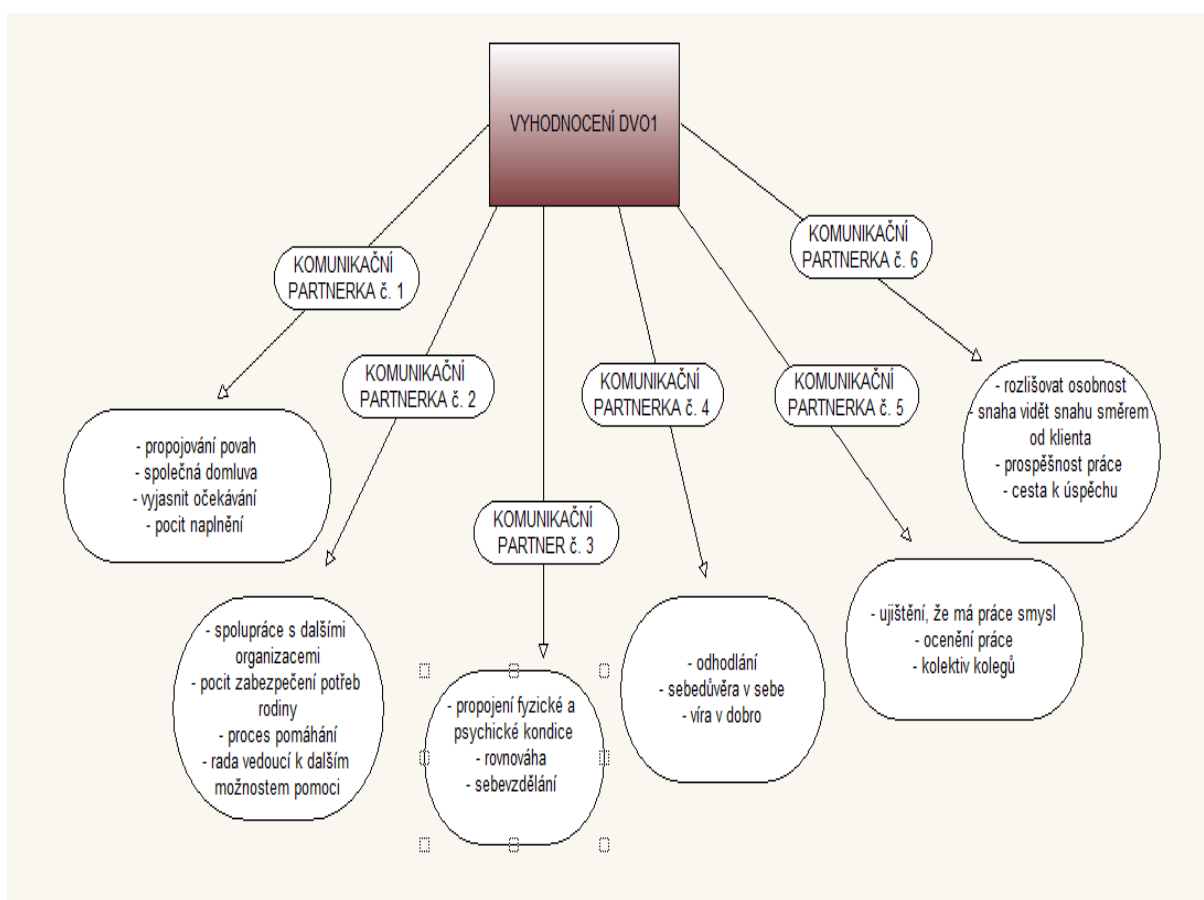 VYHODNOCENÍ DVO1
KOMUNIKAČNÍ
PARTNERKA č. 1
KOMUNIKAČNÍ
PARTNERKA č. 2
KOMUNIKAČNÍ
PARTNER č. 3
KOMUNIKAČNÍ
PARTNERKA č. 4
KOMUNIKAČNÍ
PARTNERKA č. 5
KOMUNIKAČNÍ
PARTNERKA č. 6
- propojování povah
- společná domluva
- vyjasnit očekávání
- pocit naplnění
- spolupráce s dalšími
organizacemi
- pocit zabezpečení potřeb
rodiny
- proces pomáhání
- rada vedoucí k dalším
možnostem pomoci
- propojení fyzické a
psychické kondice
- rovnováha
- sebevzdělání
- odhodlání
- sebedůvěra v sebe
- víra v dobro
- ujištění, že má práce smysl
- ocenění práce
- kolektiv kolegů
- rozlišovat osobnost
- snaha vidět snahu směrem
od klienta
- prospěšnost práce
- cesta k úspěchu